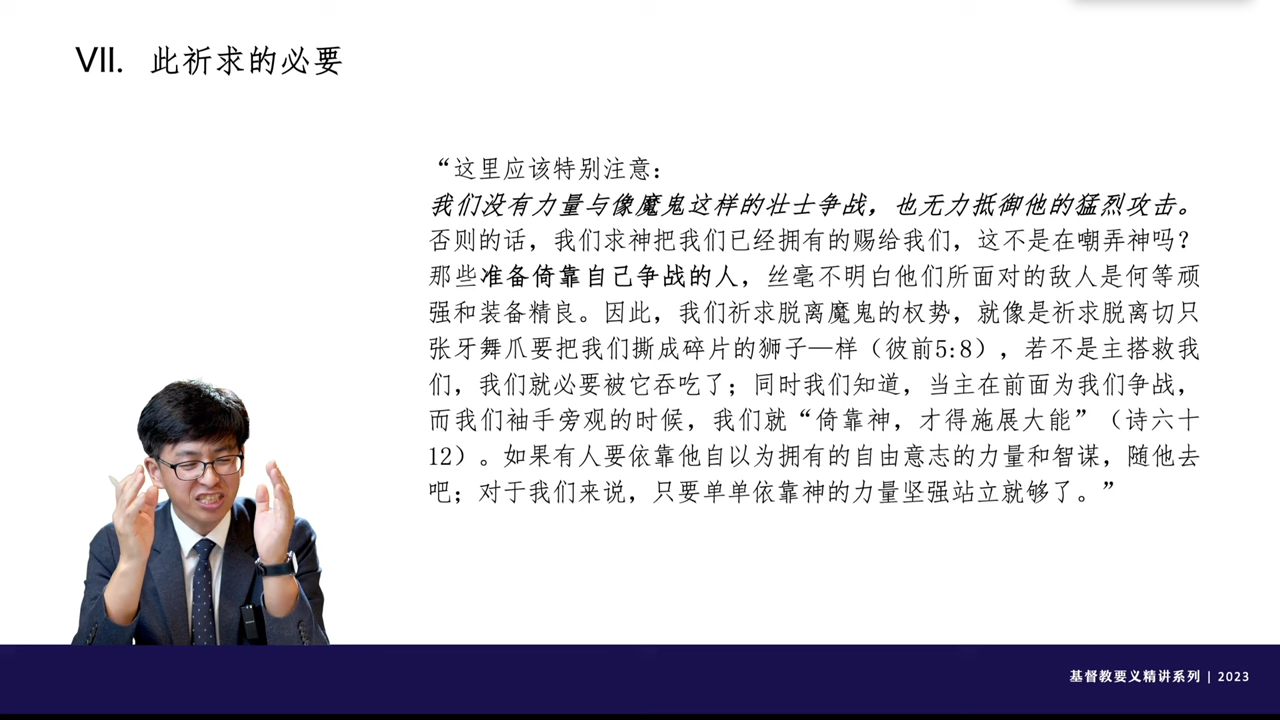 VII. 此祈求的必要
“这里应该特别注意：
我们没有力量与像魔鬼这样的壮士争战，也无力抵御他的猛烈攻击。
否则的话，我们求神把我们已经拥有的赐给我们，这不是在嘲弄神吗？
那些准备倚靠自己争战的人，丝毫不明白他们所面对的敌人是何等顽
强和装备精良。因此，我们祈求脱离魔鬼的权势，就像是祈求脱离切只
张牙舞爪要把我们撕成碎片的狮子—样（彼前5:8），若不是主搭救我
们，我们就必要被它吞吃了；同时我们知道，当主在前面为我们争战，
而我们袖手旁观的时候，我们就“倚靠神，才得施展大能”（诗六十
12）。如果有人要依靠他自以为拥有的自由意志的力量和智谋，随他去
吧；对于我们来说，只要单单依靠神的力量坚强站立就够了。”
基督教要义精讲系列 | 2023